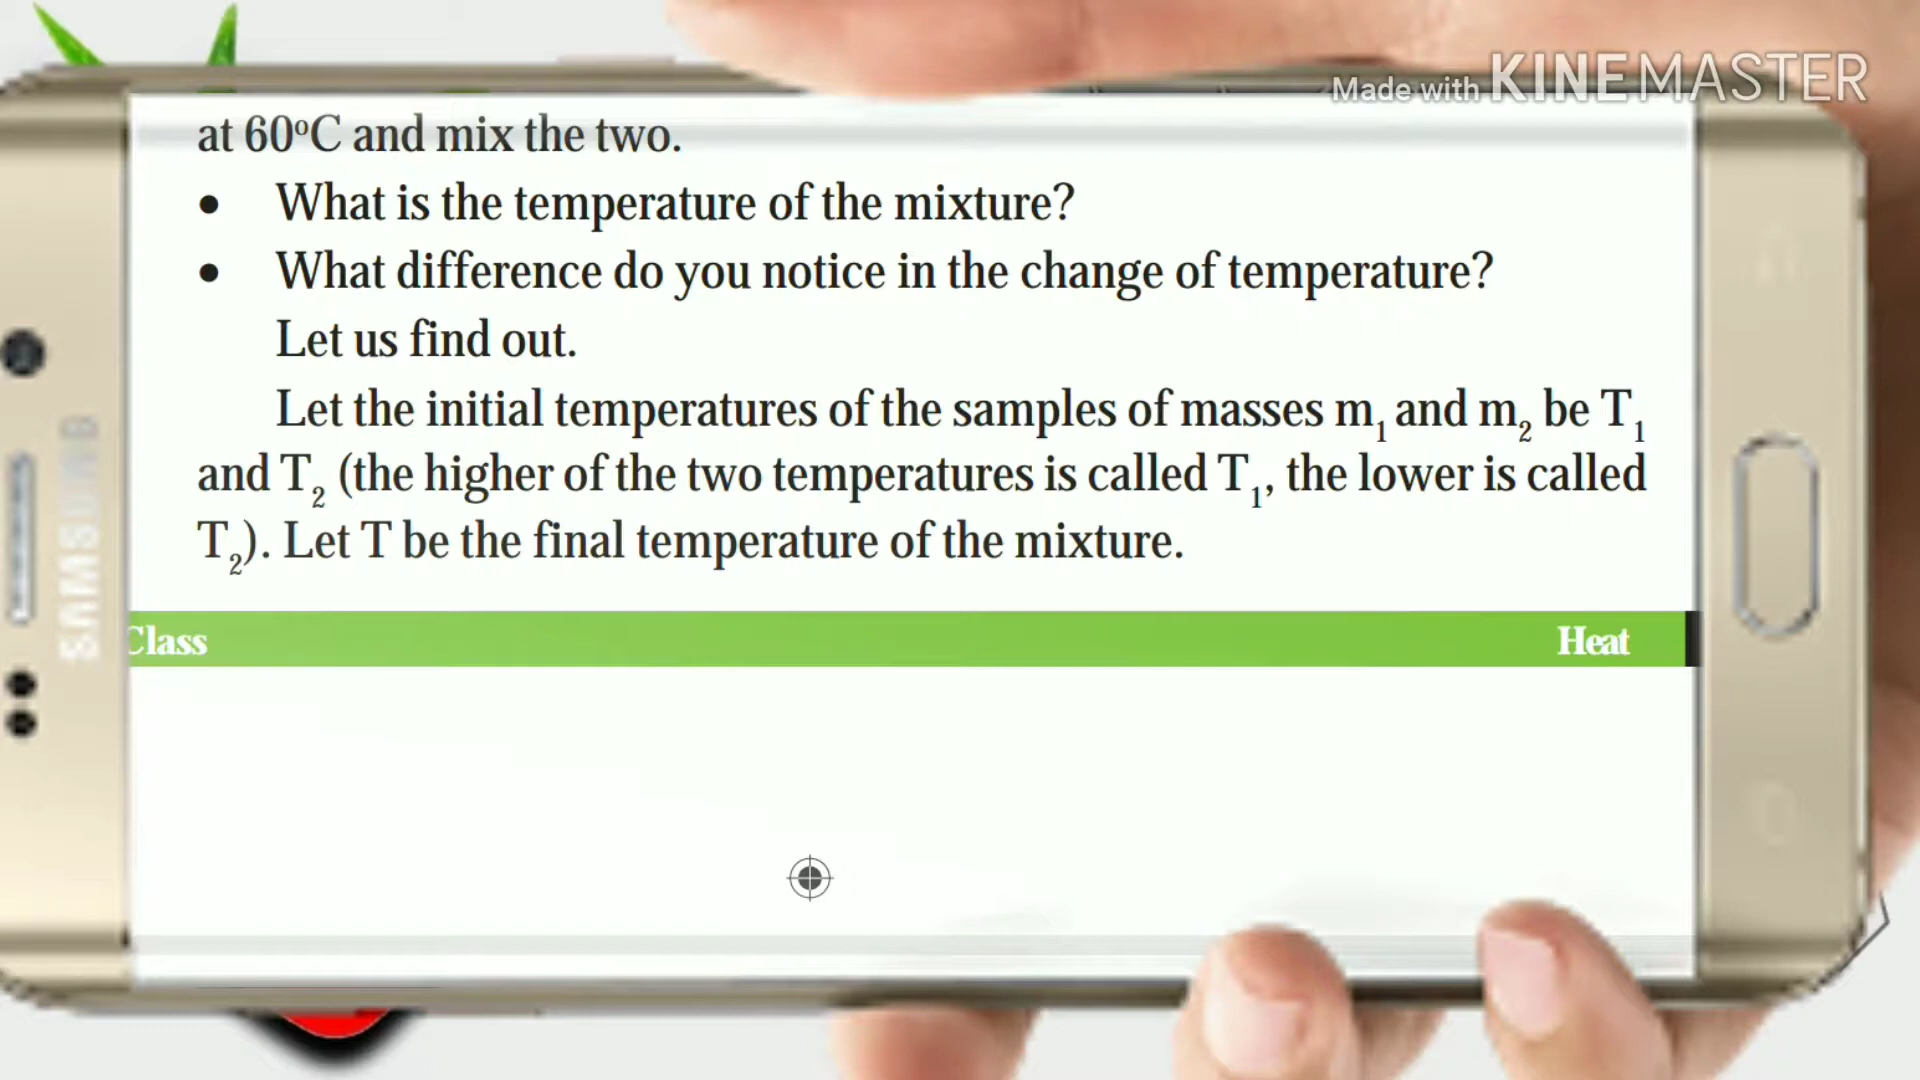 Made with KINEMASTER
at 60°C and mix the two.
• What is the temperature of the mixture?
• What difference do you notice in the change of temperature?
Let us find out.
Let the initial temperatures of the samples of masses m₁ and m₂ be T₁
and T₂ (the higher of the two temperatures is called T₁, the lower is called
T₂). Let T be the final temperature of the mixture.
Class
Heat
SAMSUNG